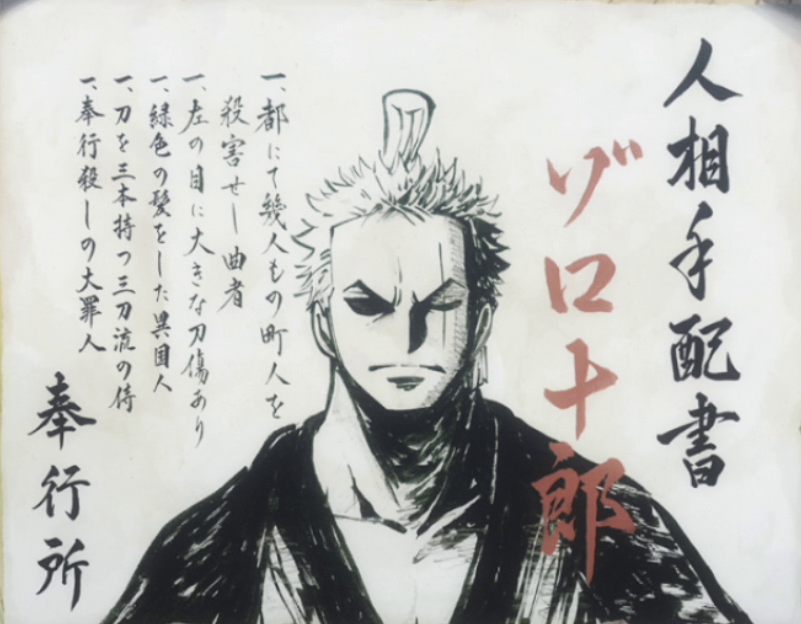 人相手配書
ゾロ十郎
一、都にて幾人もの町人を
殺害せし曲者
一、左の目に大きな刀傷あり
一、緑色の髪をした異国人
一、刀を三本持つ三刀流の侍
一、奉行殺しの大罪人
奉行所